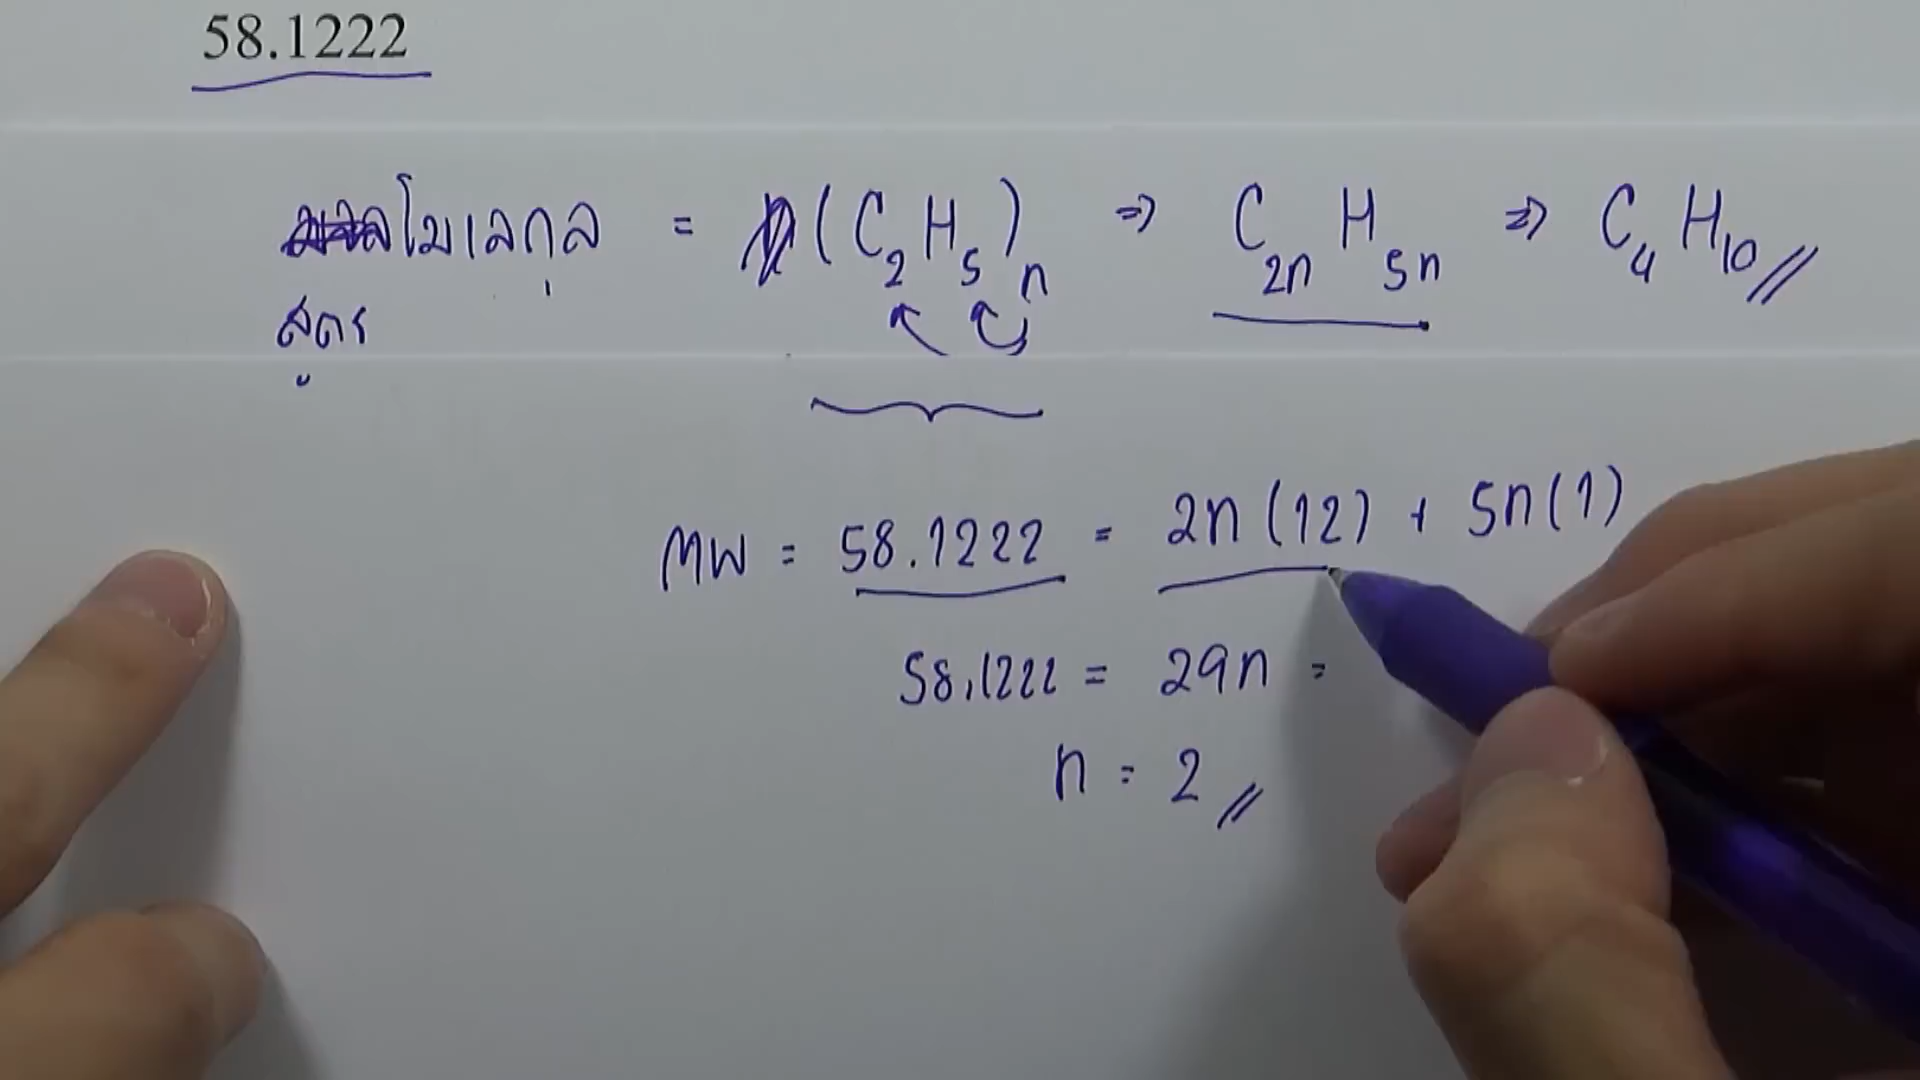 58.1222
โมเลกุล = (C₂H₅)ₙ ⇒ C₂ₙH₅ₙ ⇒ C₄H₁₀//
สูตร
MW = 58.1222 = 2n(12) + 5n(1)
58.1222 = 29n =
n = 2 //